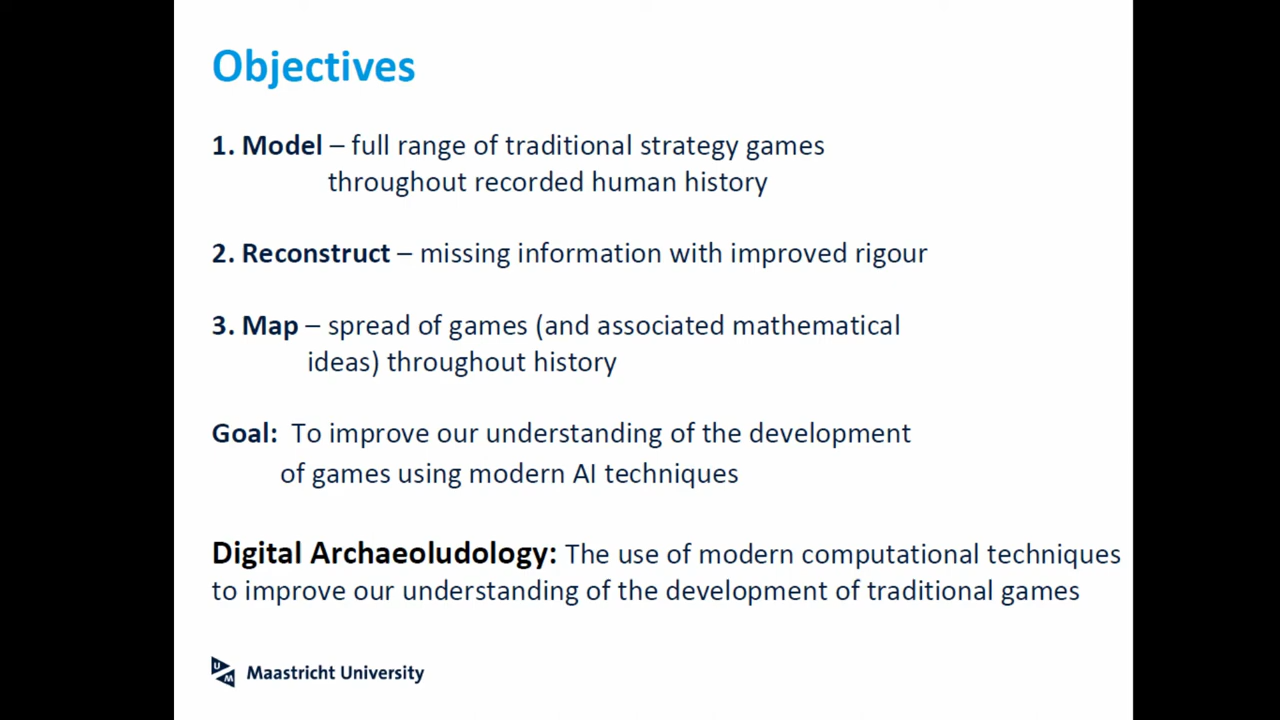 Objectives
1. Model – full range of traditional strategy games
throughout recorded human history
2. Reconstruct – missing information with improved rigour
3. Map – spread of games (and associated mathematical
ideas) throughout history
Goal: To improve our understanding of the development
of games using modern AI techniques
Digital Archaeoludology: The use of modern computational techniques
to improve our understanding of the development of traditional games
UM Maastricht University